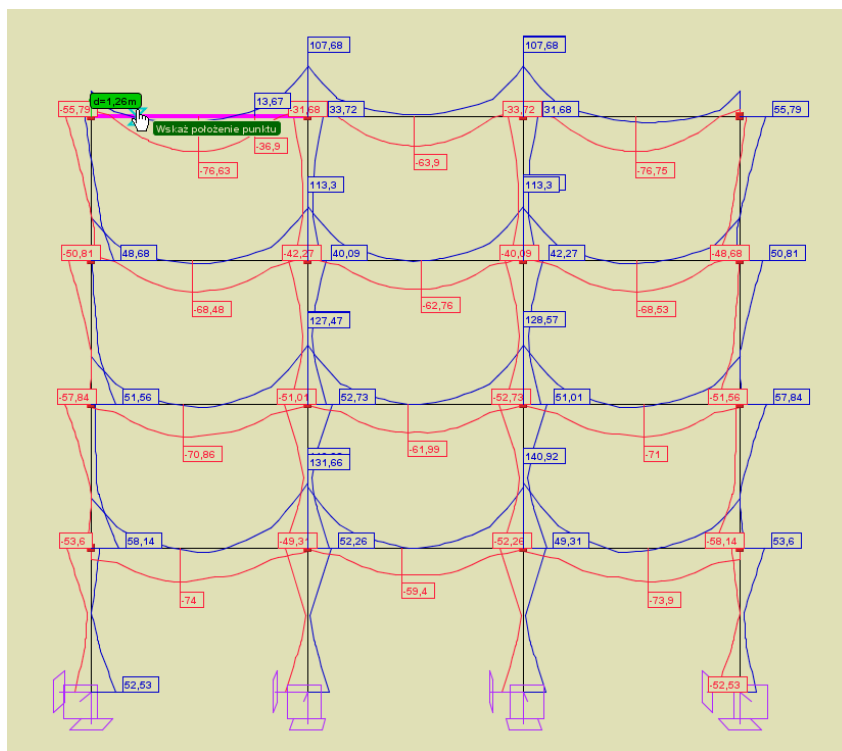 107,68 107,68
d=1,26m
-55,79 13,67 -31,68 33,72 -33,72 31,68 55,79
Wskaż położenie punktu
-36,9
-76,63 -63,9 -76,75
113,3 113,3
-50,81 48,68 -42,27 40,09 -40,09 42,27 -48,68 50,81
-68,48 -62,76 -68,53
127,47 128,57
-57,84 51,56 -51,01 52,73 -52,73 51,01 -51,56 57,84
-70,86 -61,99 -71
131,66 140,92
-53,6 58,14 -49,31 52,26 -52,26 49,31 -58,14 53,6
-74 -59,4 -73,9
52,53 -52,53